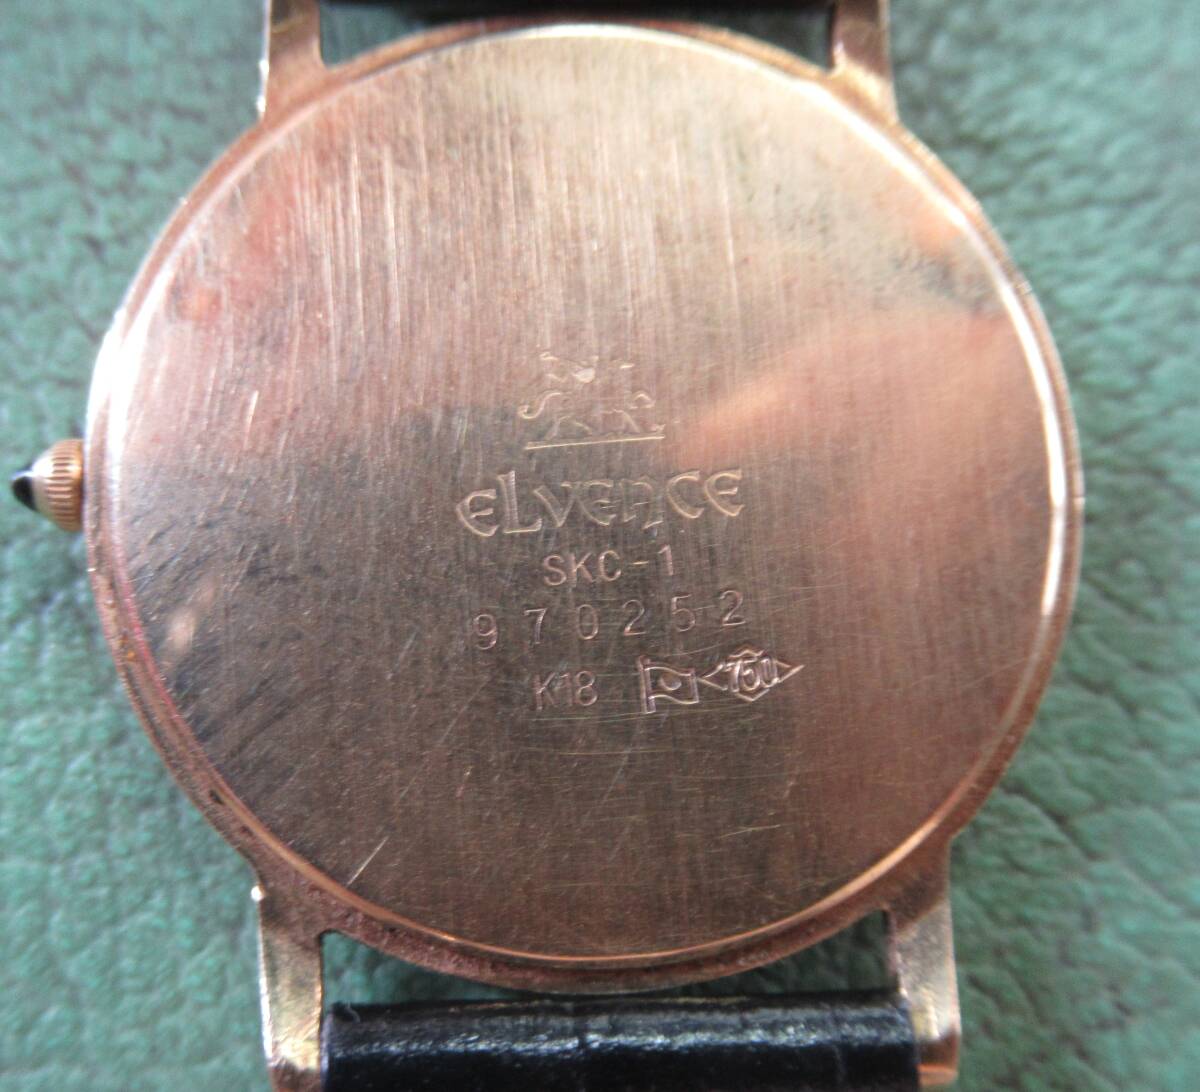 ELVENCE
SKC-1
970252
K18 750